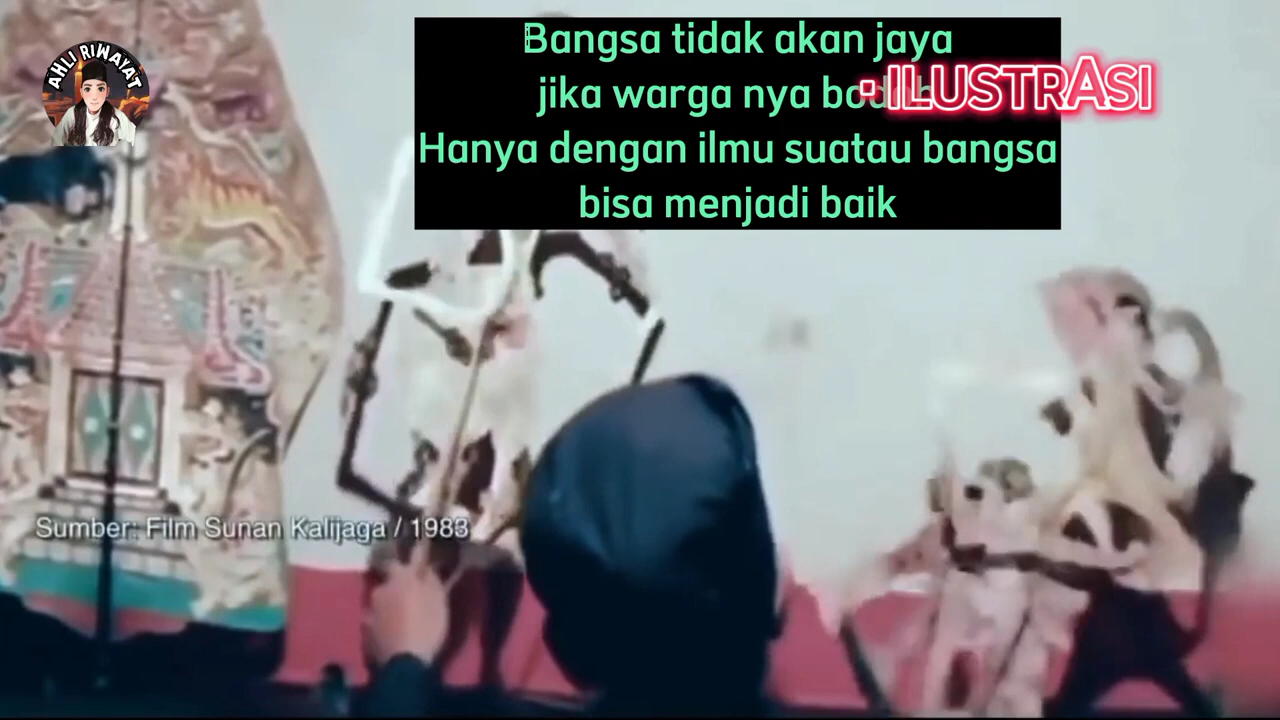 AHLI RIWAYAT
Bangsa tidak akan jaya
jika warga nya bodoh
ILUSTRASI
Hanya dengan ilmu suatau bangsa
bisa menjadi baik
Sumber: Film Sunan Kalijaga / 1983